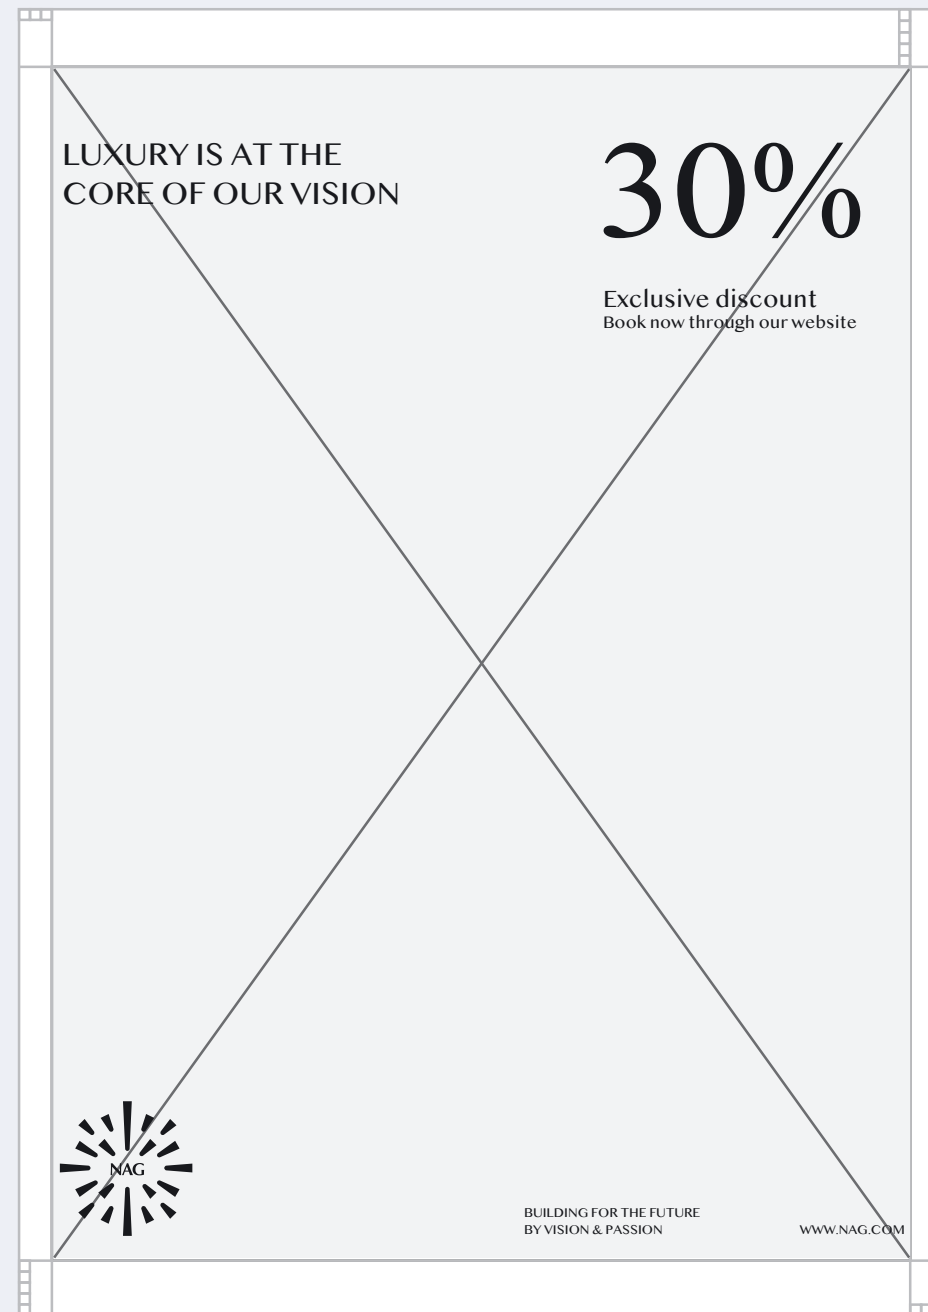 LUXURY IS AT THE
CORE OF OUR VISION
30%
Exclusive discount
Book now through our website
NAG
BUILDING FOR THE FUTURE
BY VISION & PASSION
WWW.NAG.COM